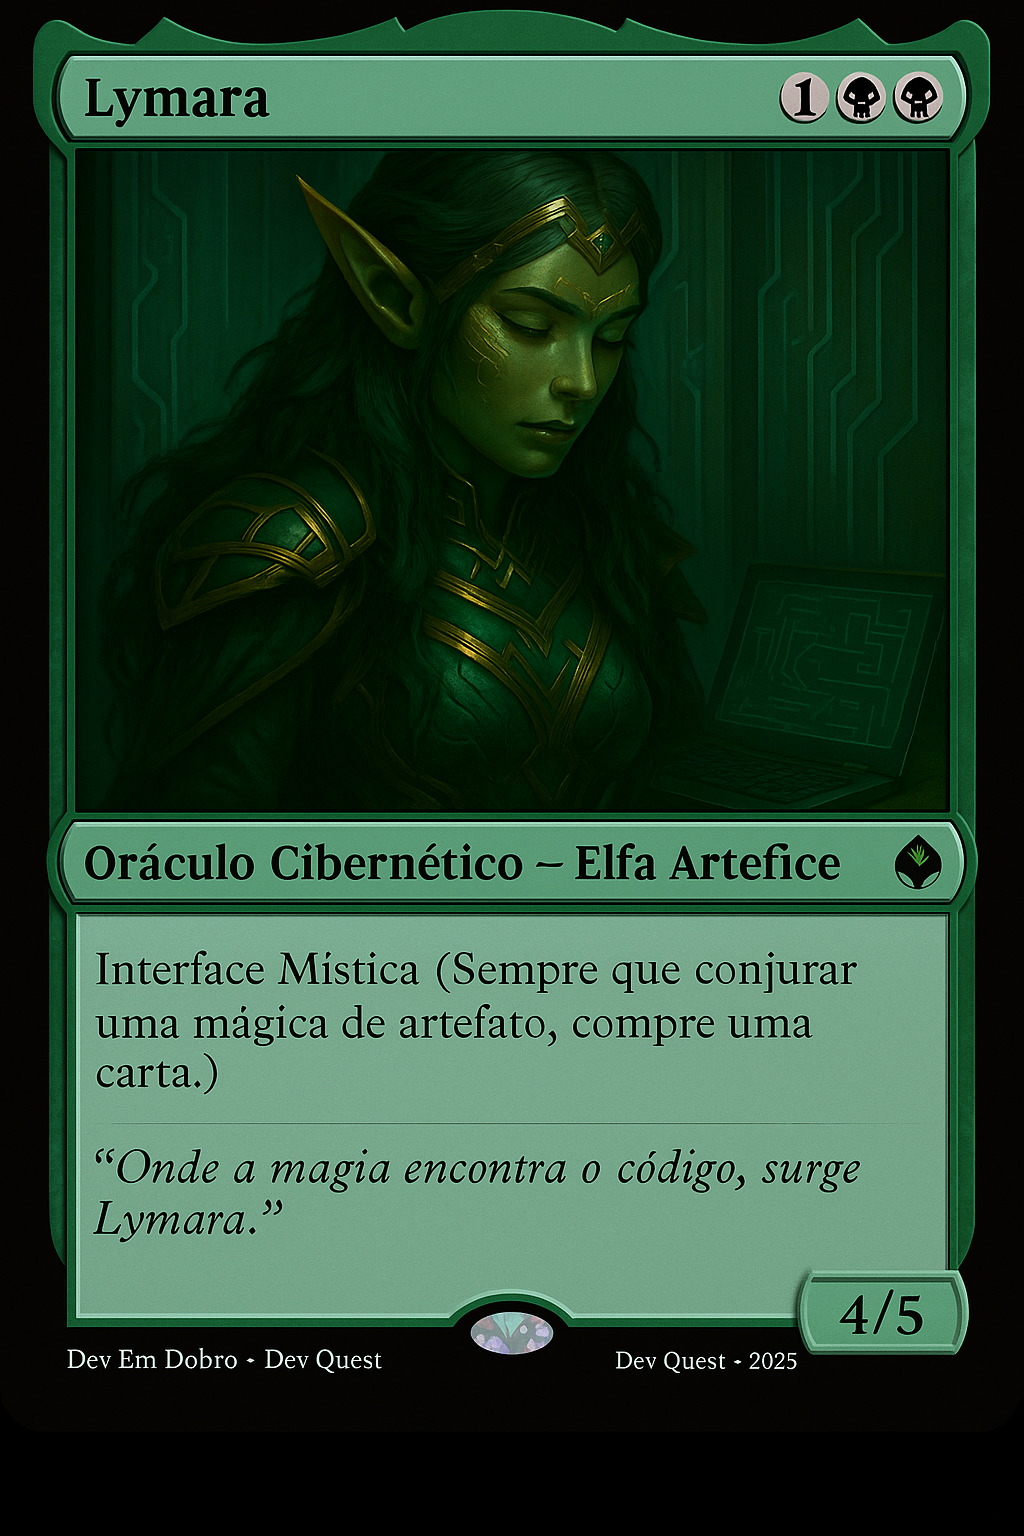 Lymara
1
Oráculo Cibernético – Elfa Artefice
Interface Mística (Sempre que conjurar
uma mágica de artefato, compre uma
carta.)
“Onde a magia encontra o código, surge
Lymara.”
4/5
Dev Em Dobro • Dev Quest
Dev Quest • 2025